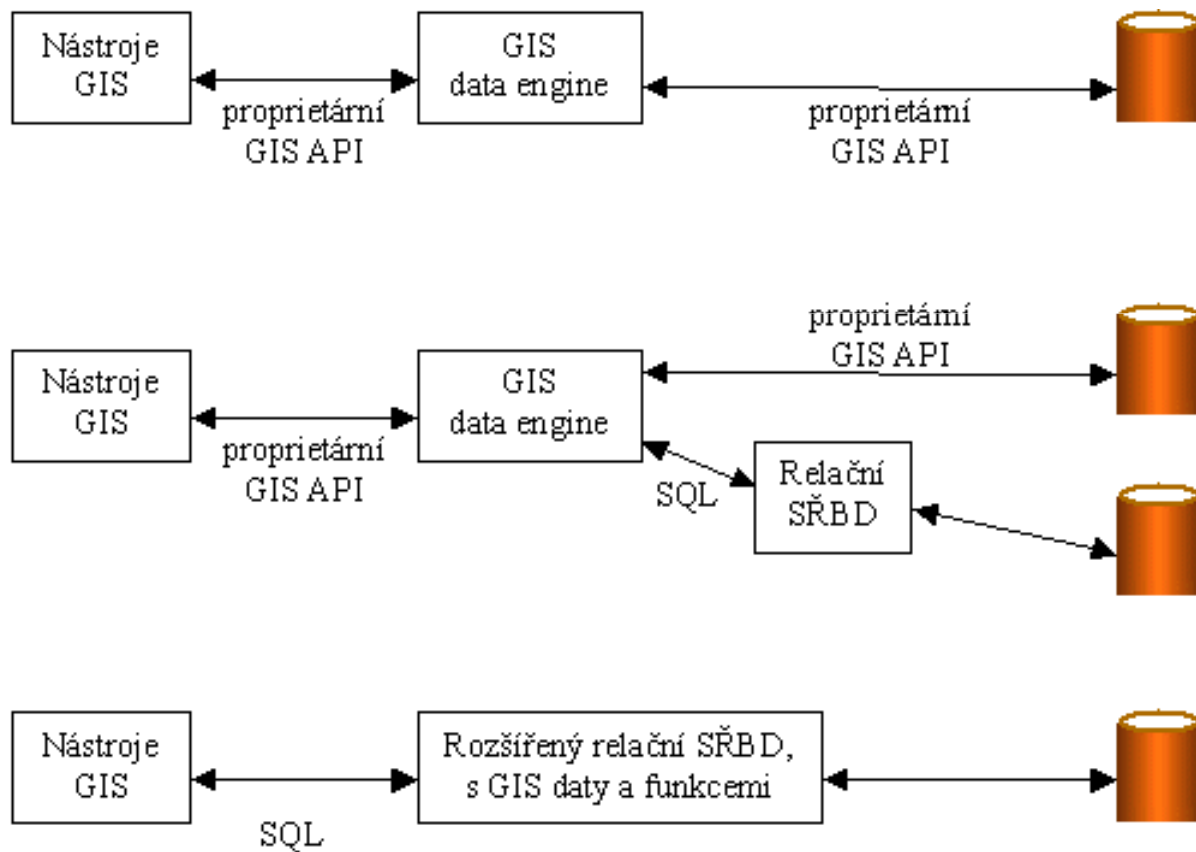 Nástroje
GIS
GIS
data engine
proprietární
GIS API
proprietární
GIS API
Nástroje
GIS
GIS
data engine
proprietární
GIS API
proprietární
GIS API
SQL
Relační
SŘBD
Nástroje
GIS
Rozšířený relační SŘBD,
s GIS daty a funkcemi
SQL